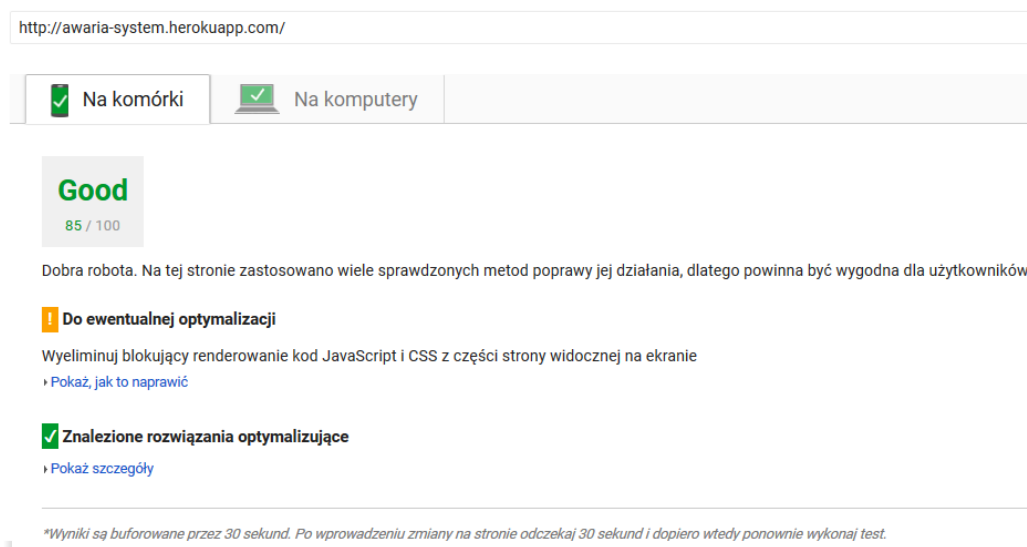 http://awaria-system.herokuapp.com/
Na komórki
Na komputery
Good
85 / 100
Dobra robota. Na tej stronie zastosowano wiele sprawdzonych metod poprawy jej działania, dlatego powinna być wygodna dla użytkowników
! Do ewentualnej optymalizacji
Wyeliminuj blokujący renderowanie kod JavaScript i CSS z części strony widocznej na ekranie
Pokaż, jak to naprawić
Znalezione rozwiązania optymalizujące
Pokaż szczegóły
*Wyniki są buforowane przez 30 sekund. Po wprowadzeniu zmiany na stronie odczekaj 30 sekund i dopiero wtedy ponownie wykonaj test.